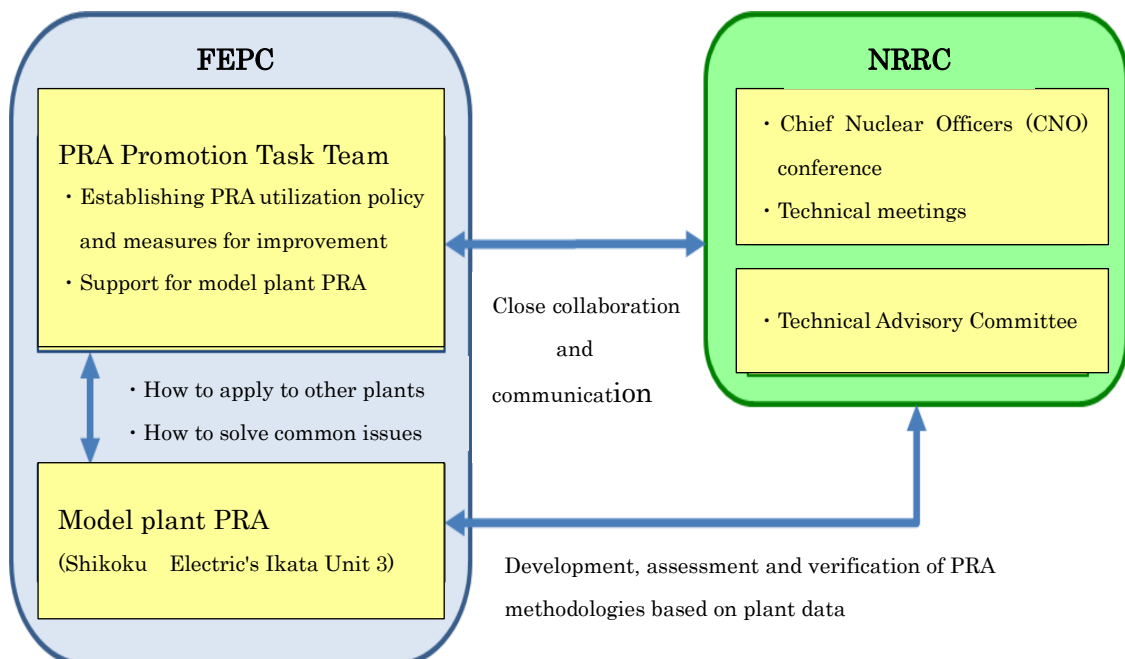 FEPC
PRA Promotion Task Team
・Establishing PRA utilization policy
and measures for improvement
・Support for model plant PRA
・How to apply to other plants
・How to solve common issues
Model plant PRA
(Shikoku Electric's Ikata Unit 3)
Close collaboration
and
communication
NRRC
・Chief Nuclear Officers (CNO)
conference
・Technical meetings
・Technical Advisory Committee
Development, assessment and verification of PRA
methodologies based on plant data